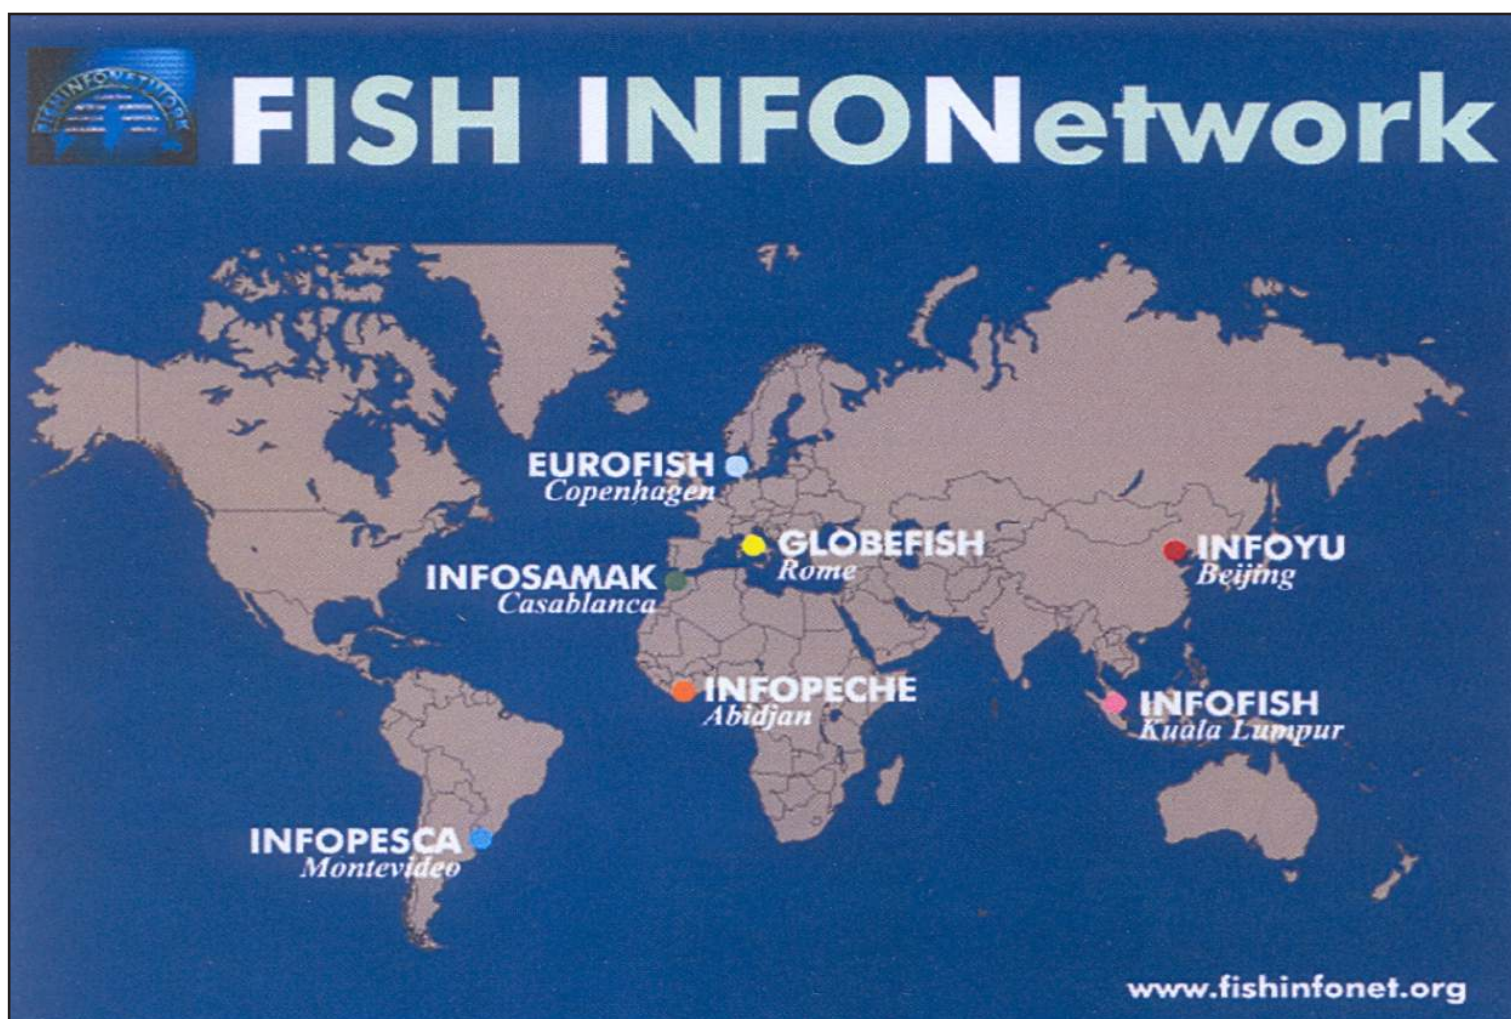 FISHINFONETWORK
FISH INFONetwork
EUROFISH
Copenhagen
GLOBEFISH
Rome
INFOYU
Beijing
INFOSAMAK
Casablanca
INFOPECHE
Abidjan
INFOFISH
Kuala Lumpur
INFOPESCA
Montevideo
www.fishinfonet.org